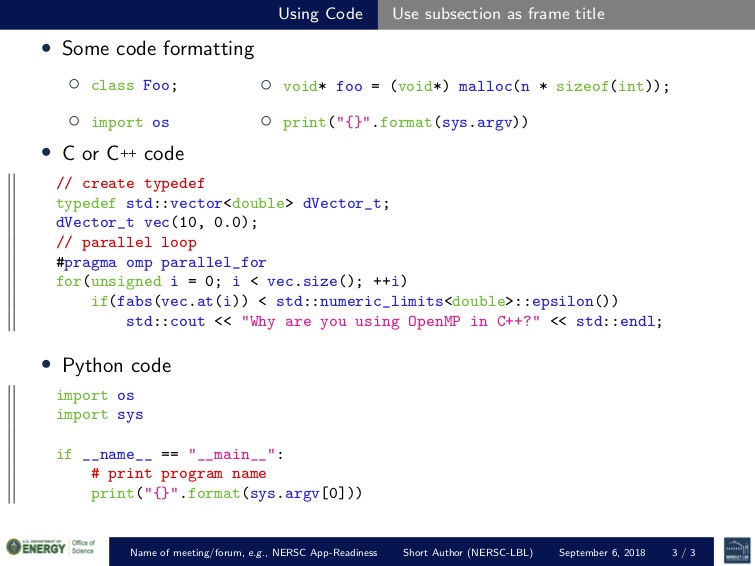 Using Code Use subsection as frame title
• Some code formatting
○ class Foo; ○ void* foo = (void*) malloc(n * sizeof(int));
○ import os ○ print("{}".format(sys.argv))
• C or C++ code
// create typedef
typedef std::vector<double> dVector_t;
dVector_t vec(10, 0.0);
// parallel loop
#pragma omp parallel_for
for(unsigned i = 0; i < vec.size(); ++i)
    if(fabs(vec.at(i)) < std::numeric_limits<double>::epsilon())
        std::cout << "Why are you using OpenMP in C++?" << std::endl;
• Python code
import os
import sys
if __name__ == "__main__":
    # print program name
    print("{}".format(sys.argv[0]))
U.S. DEPARTMENT OF
ENERGY
Office of
Science
Name of meeting/forum, e.g., NERSC App-Readiness Short Author (NERSC-LBL) September 6, 2018 3 / 3
BERKELEY LAB